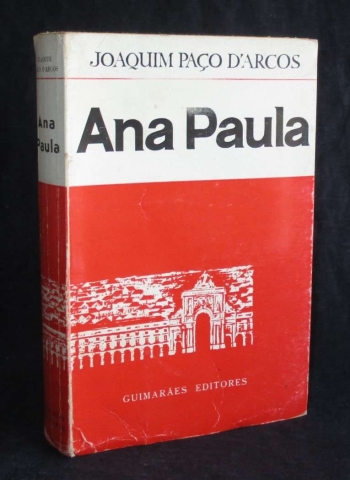 JOAQUIM PAÇO D'ARCOS
Ana Paula
GUIMARÃES EDITORES
Ana
Paula